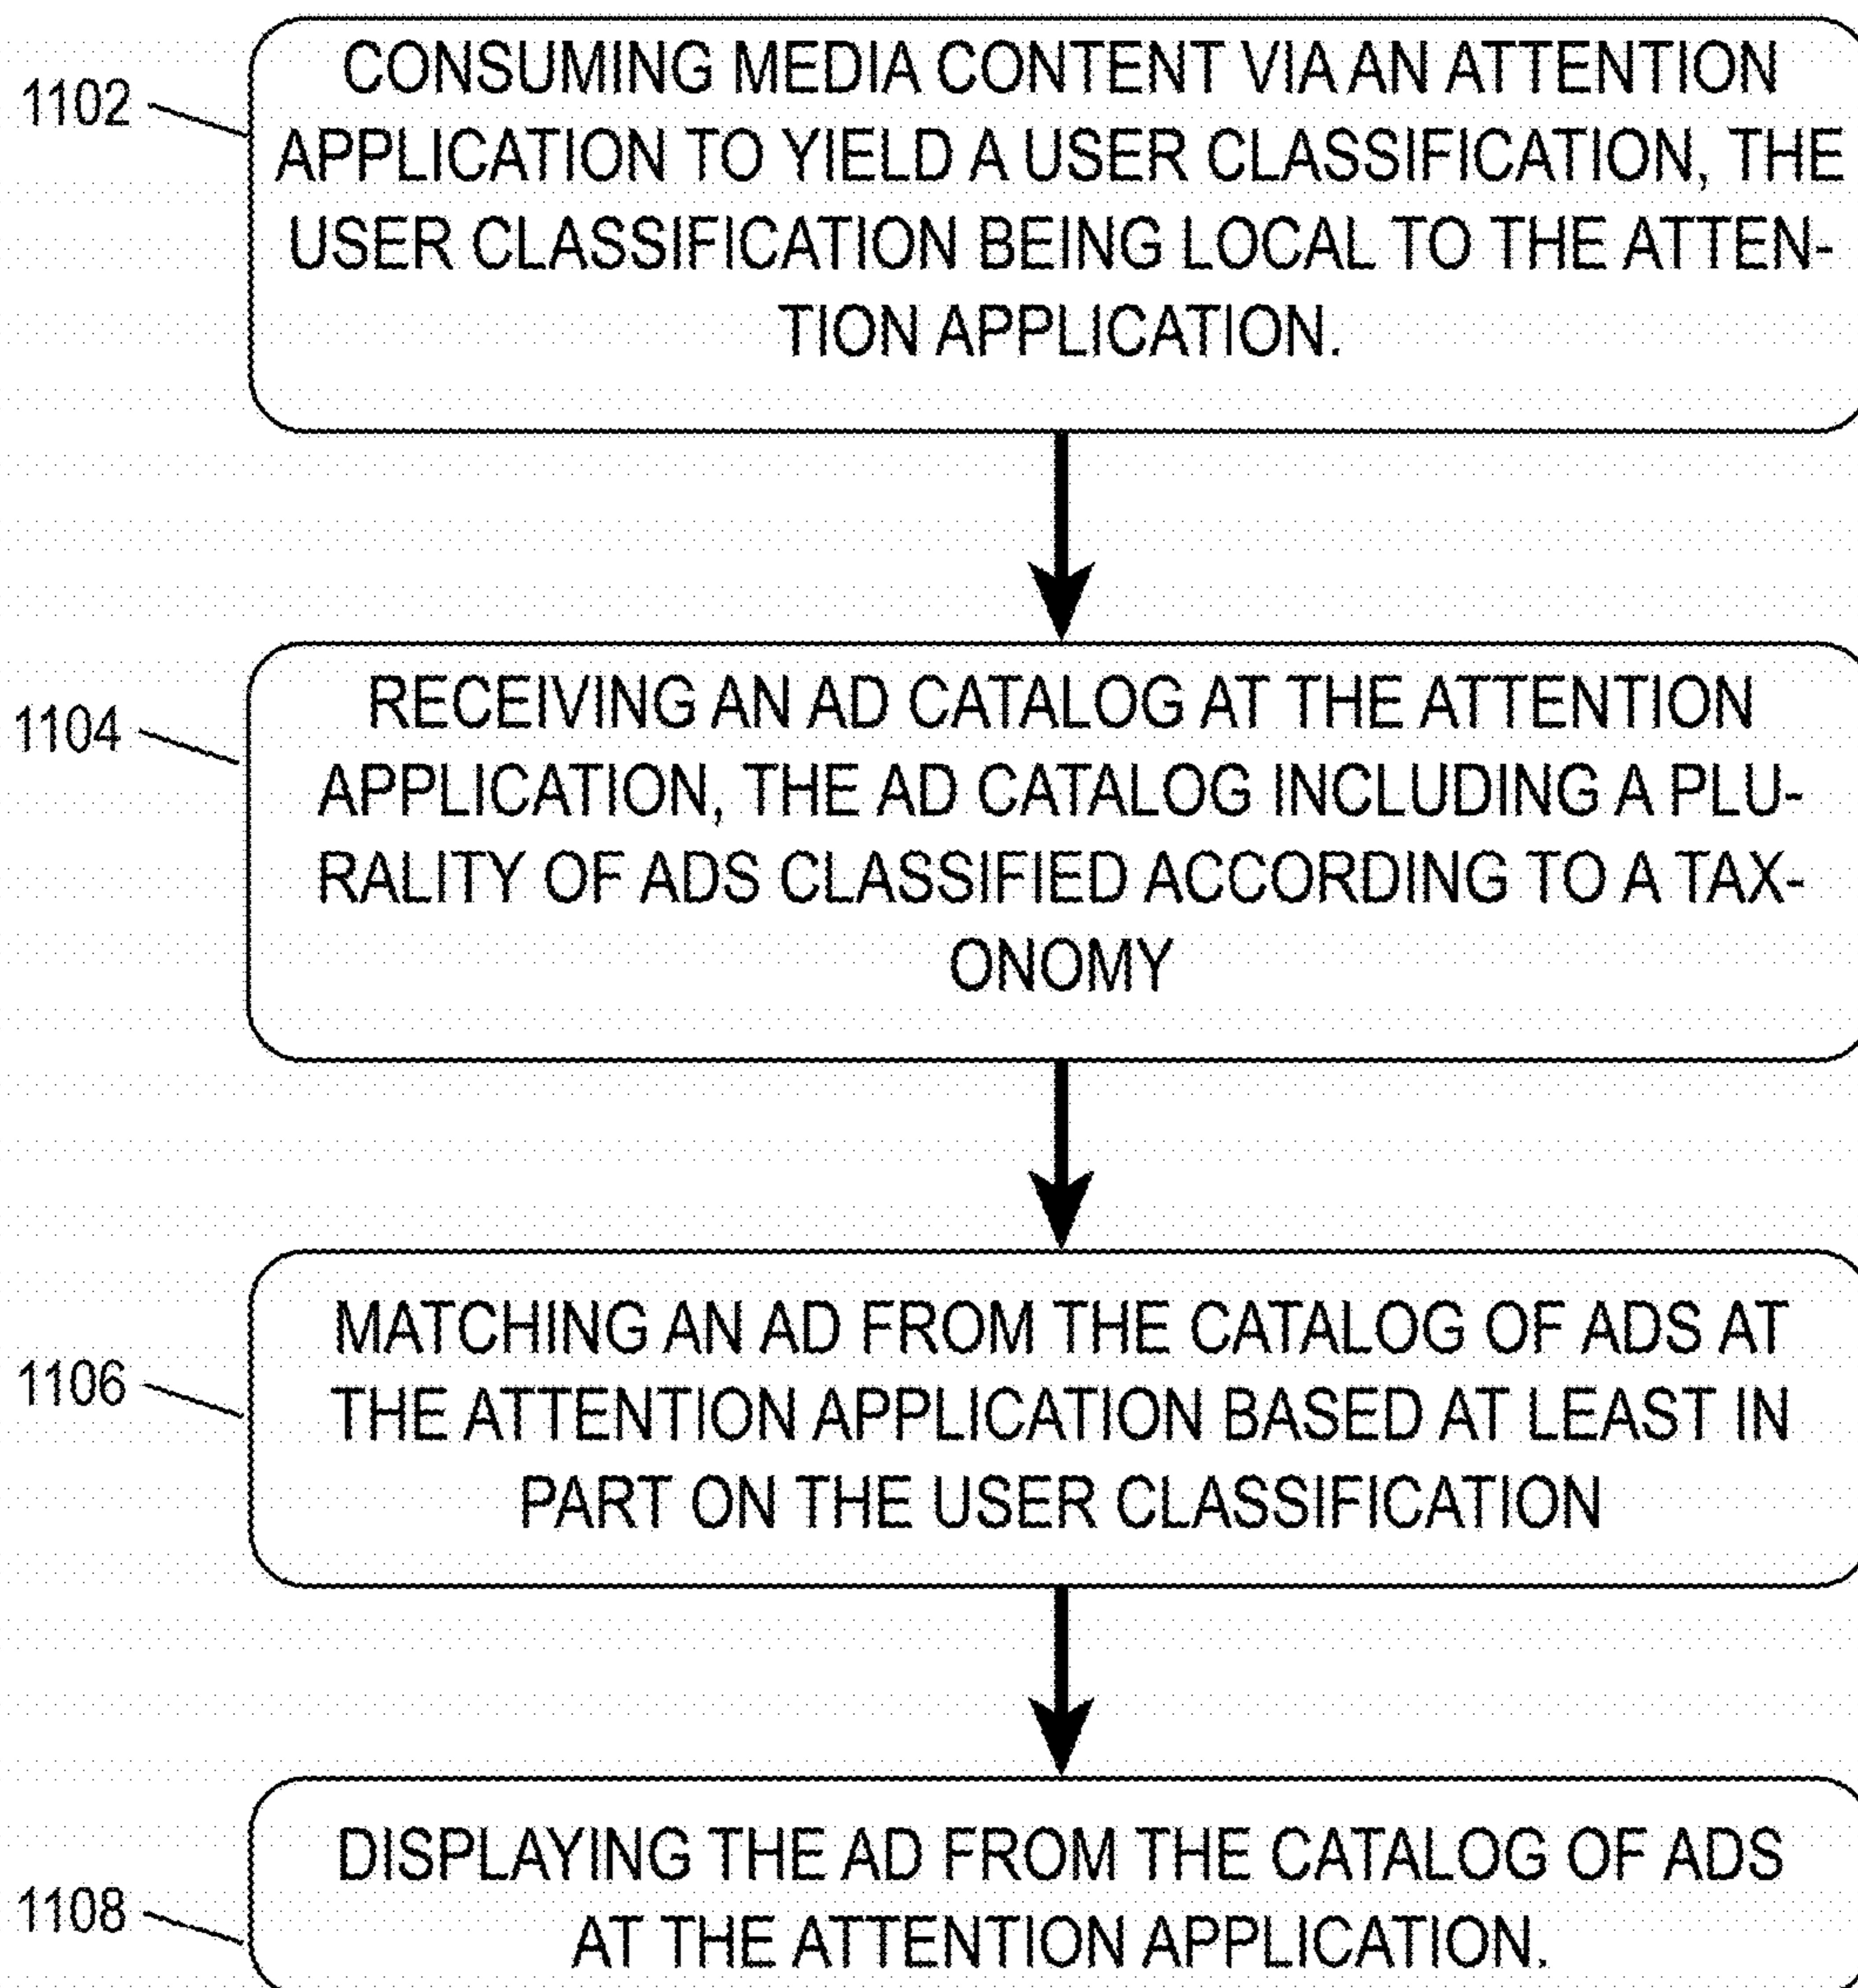 1102
CONSUMING MEDIA CONTENT VIA AN ATTENTION
APPLICATION TO YIELD A USER CLASSIFICATION, THE
USER CLASSIFICATION BEING LOCAL TO THE ATTEN-
TION APPLICATION.
1104
RECEIVING AN AD CATALOG AT THE ATTENTION
APPLICATION, THE AD CATALOG INCLUDING A PLU-
RALITY OF ADS CLASSIFIED ACCORDING TO A TAX-
ONOMY
1106
MATCHING AN AD FROM THE CATALOG OF ADS AT
THE ATTENTION APPLICATION BASED AT LEAST IN
PART ON THE USER CLASSIFICATION
1108
DISPLAYING THE AD FROM THE CATALOG OF ADS
AT THE ATTENTION APPLICATION.